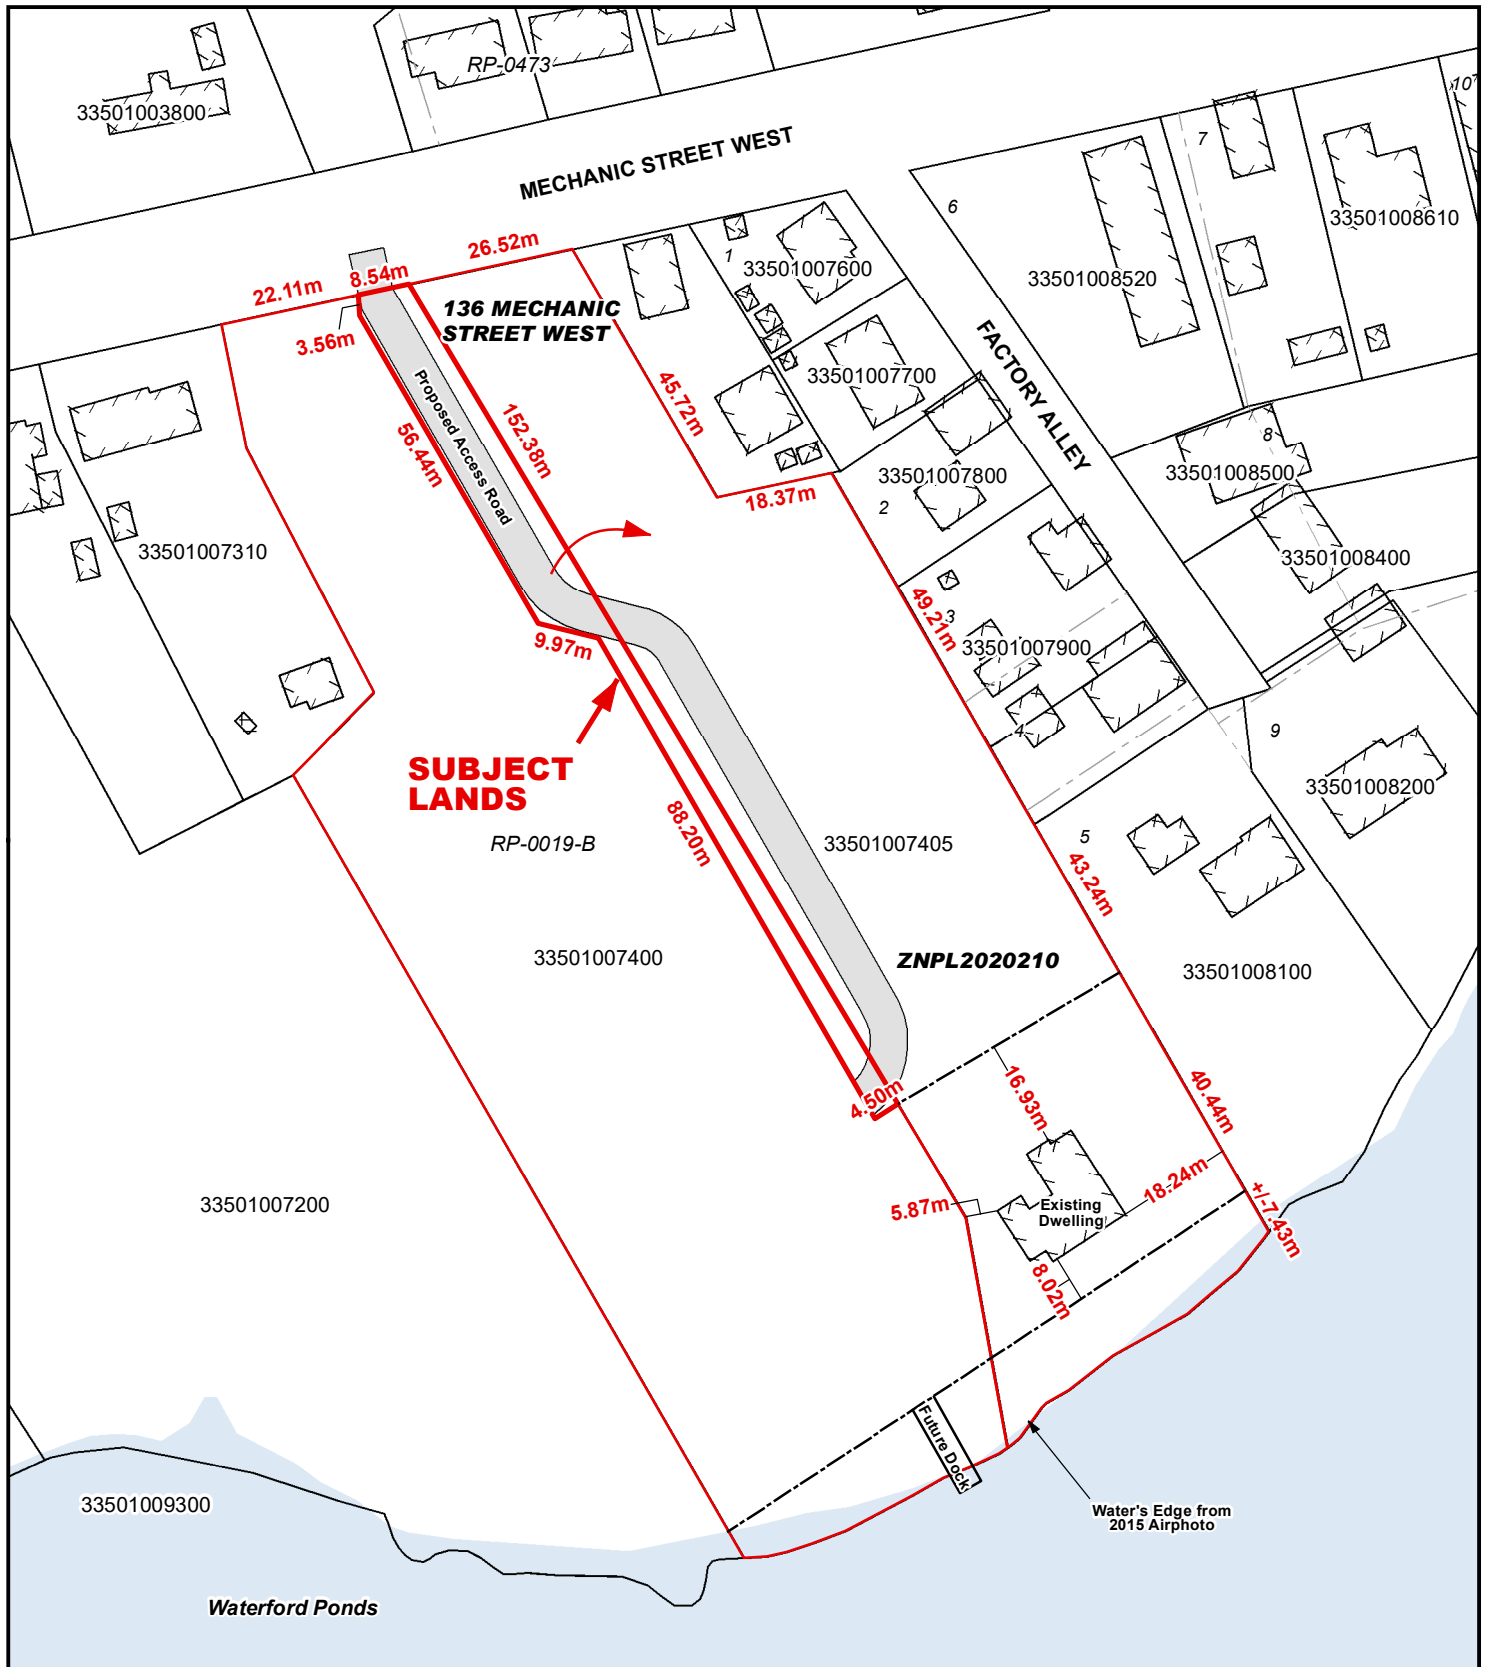 RP-0473
33501003800
10
7
MECHANIC STREET WEST
6
33501008610
26.52m
1
33501007600
33501008520
8.54m
22.11m
136 MECHANIC
STREET WEST
3.56m
FACTORY ALLEY
33501007700
Proposed Access Road
45.72m
152.38m
56.44m
8
33501007800
33501008500
18.37m
2
33501007310
33501008400
49.21m
3
9.97m
33501007900
4
9
SUBJECT
LANDS
33501008200
88.20m
RP-0019-B
33501007405
5
43.24m
33501007400
ZNPL2020210
33501008100
4.50m
16.93m
40.44m
18.24m
33501007200
5.87m
Existing
Dwelling
+/-7.43m
8.02m
Future Dock
33501009300
Water's Edge from
2015 Airphoto
Waterford Ponds